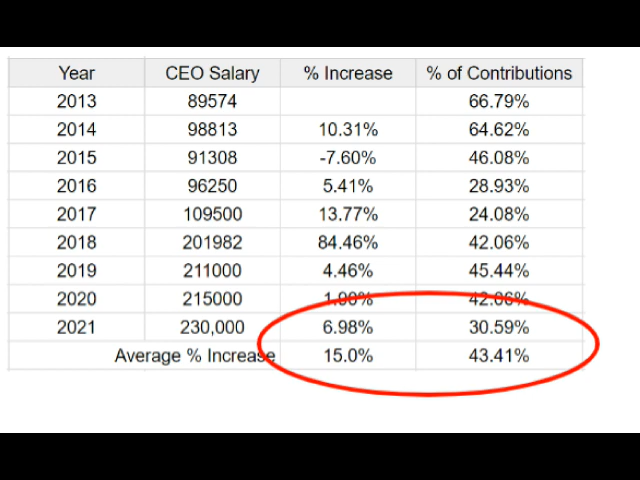 Year CEO Salary % Increase % of Contributions
2013 89574 66.79%
2014 98813 10.31% 64.62%
2015 91308 -7.60% 46.08%
2016 96250 5.41% 28.93%
2017 109500 13.77% 24.08%
2018 201982 84.46% 42.06%
2019 211000 4.46% 45.44%
2020 215000
2021 230,000 6.98% 30.59%
Average % Increase 15.0% 43.41%